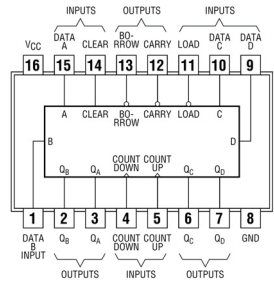 INPUTS OUTPUTS INPUTS
VCC DATA A CLEAR BO- RROW CARRY LOAD DATA C DATA D
16 15 14 13 12 11 10 9
A CLEAR BO- RROW CARRY LOAD C
B D
QB QA COUNT DOWN COUNT UP QC QD
1 2 3 4 5 6 7 8
DATA B INPUT QB QA COUNT DOWN COUNT UP QC QD GND
OUTPUTS INPUTS OUTPUTS